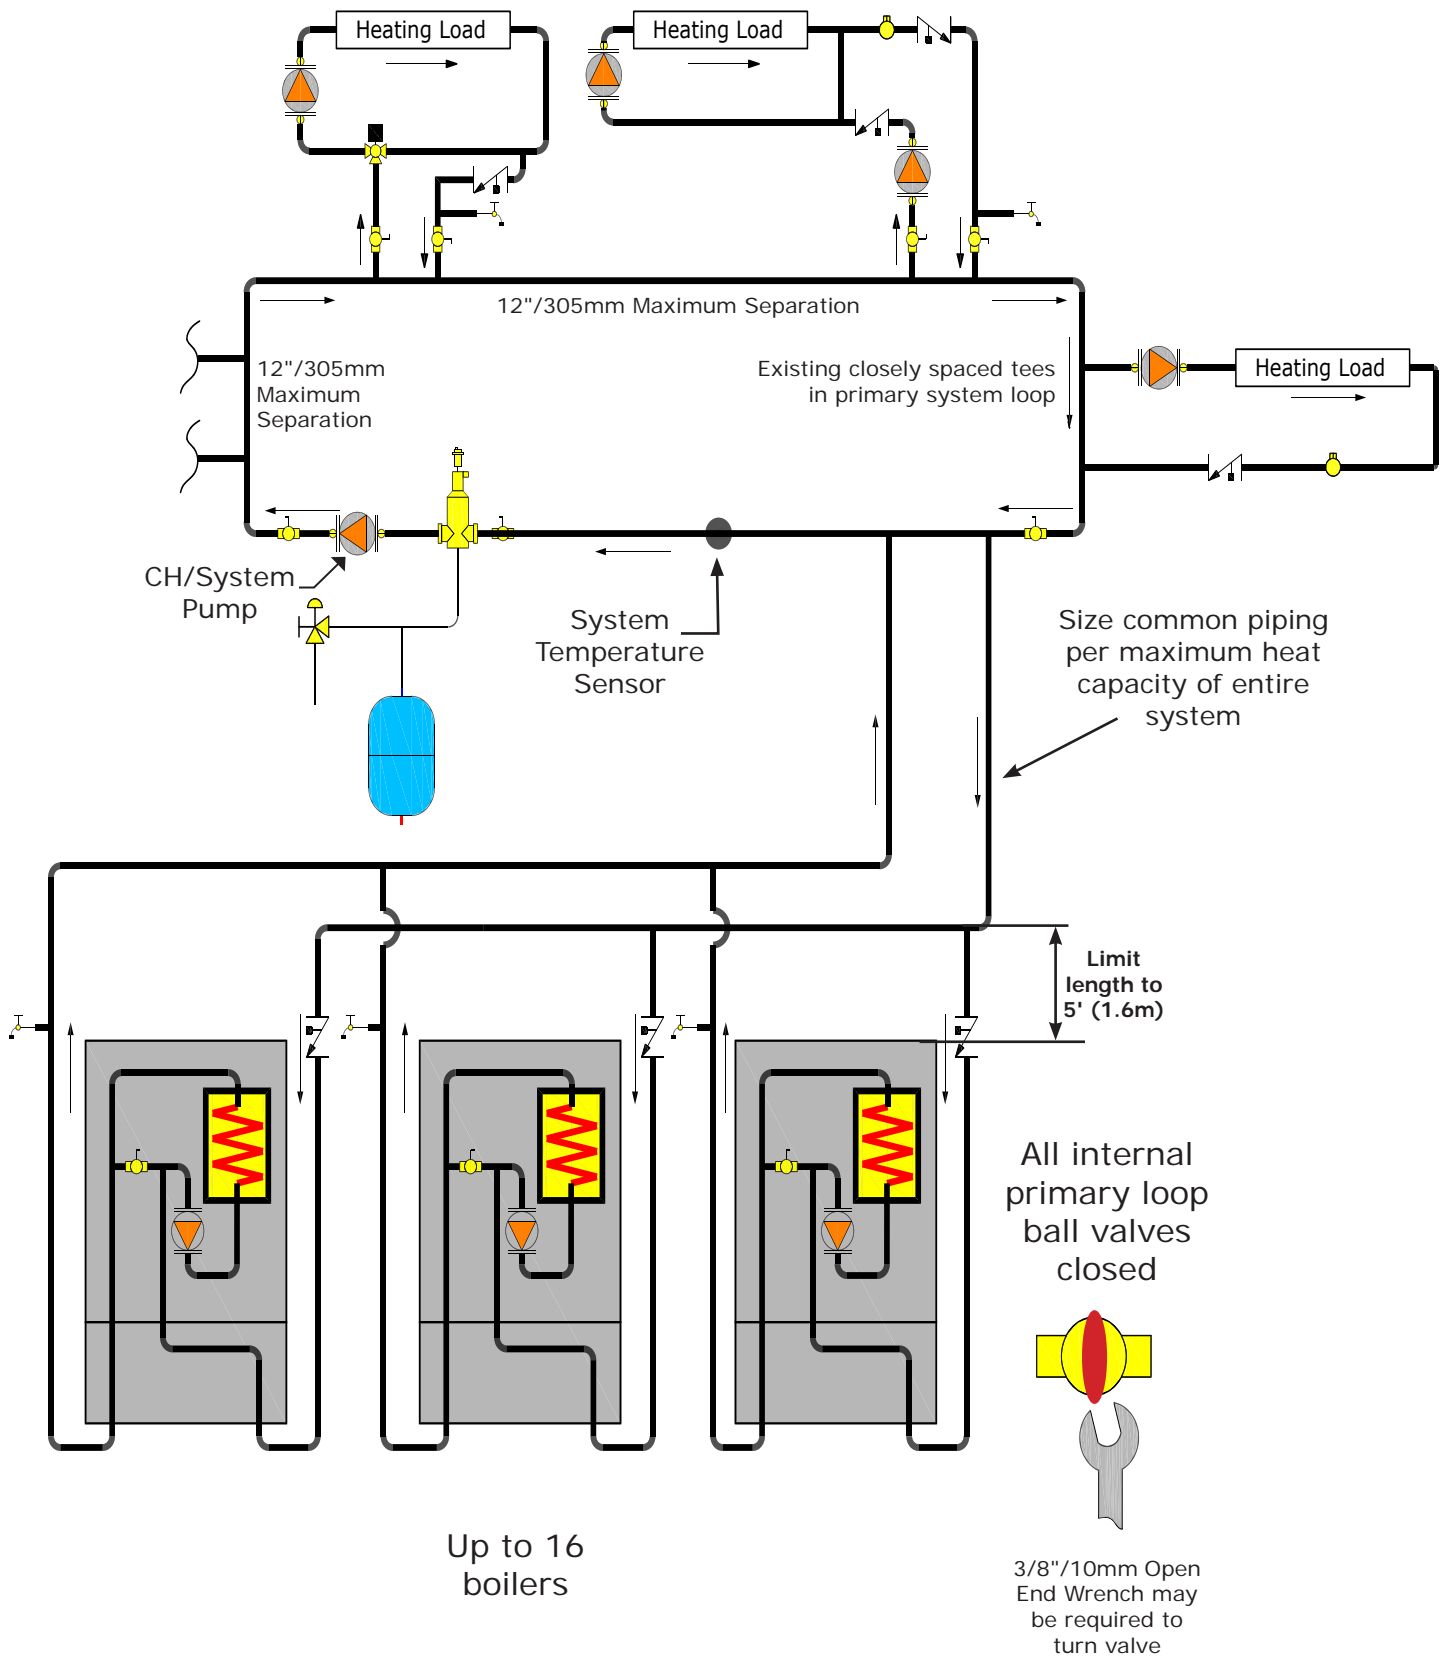 Heating Load
Heating Load
12"/305mm Maximum Separation
12"/305mm
Maximum
Separation
Existing closely spaced tees
in primary system loop
Heating Load
CH/System
Pump
System
Temperature
Sensor
Size common piping
per maximum heat
capacity of entire
system
Limit
length to
5' (1.6m)
All internal
primary loop
ball valves
closed
Up to 16
boilers
3/8"/10mm Open
End Wrench may
be required to
turn valve